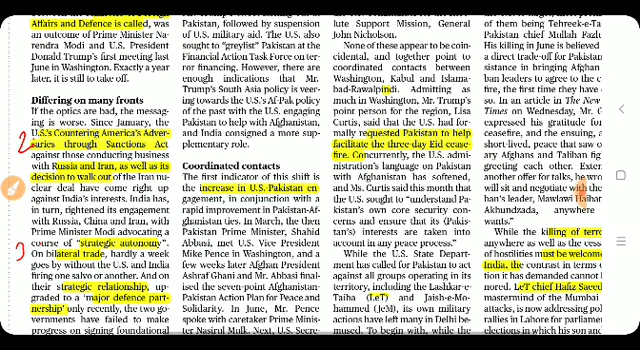 Affairs and Defence is called, was
an outcome of Prime Minister Na-
rendra Modi and U.S. President
Donald Trump's first meeting last
June in Washington. Exactly a year
later, it is still to take off.
Differing on many fronts
If the optics are bad, the messag-
ing is worse. Since January, the
U.S.'s Countering America's Adver-
saries through Sanctions Act
against those conducting business
with Russia and Iran, as well as its
decision to walk out of the Iran nu-
clear deal have come right up
against India's interests. India has,
in turn, rightened its engagement
with Russia, China and Iran, with
Prime Minister Modi advocating a
course of "strategic autonomy".
On bilateral trade, hardly a week
goes by without the U.S. and India
firing one salvo or another. And on
their strategic relationship, up-
graded to a 'major defence part-
nership' only recently, the two go-
vernments have failed to make
progress on signing foundational
2
3
Pakistan, followed by suspension
of U.S. military aid. The U.S. also
sought to "greylist" Pakistan at the
Financial Action Task Force on ter-
ror financing. However, there are
enough indications that Mr.
Trump's South Asia policy is veer-
ing towards the U.S.'s Af-Pak policy
of the past with the U.S. engaging
Pakistan to help with Afghanistan,
and India consigned a more sup-
plementary role.
Coordinated contacts
The first indicator of this shift is
the increase in U.S.-Pakistan en-
gagement, in conjunction with a
rapid improvement in Pakistan-Af-
ghanistan ties. In March, the then
Pakistan Prime Minister, Shahid
Abbasi, met U.S. Vice President
Mike Pence in Washington, and a
few weeks later Afghan President
Ashraf Ghani and Mr. Abbasi final-
ised the seven-point Afghanistan-
Pakistan Action Plan for Peace and
Solidarity. In June, Mr. Pence
spoke with caretaker Prime Minis-
ter Nasirul Mulk. Next, U.S. Secre-
lute Support Mission, General
John Nicholson.
None of these appear to be coin-
cidental, and together point to
coordinated contacts between
Washington, Kabul and Islama-
bad-Rawalpindi. Admitting as
much in Washington, Mr. Trump's
point person for the region, Lisa
Curtis, said that the U.S. had for-
mally requested Pakistan to help
facilitate the three-day Eid cease-
fire. Concurrently, the U.S. admi-
nistration's language on Pakistan
with Afghanistan has softened,
and Ms. Curtis said this month that
the U.S. sought to "understand Pa-
kistan's own core security con-
cerns and ensure that its (Pakis-
tan's) interests are taken into
account in any peace process."
While the U.S. State Department
has called for Pakistan to act
against all groups operating in its
territory, including the Lashkar-e-
Taiba (LeT) and Jaish-e-Mo-
hammed (JeM), its own military
actions have left many in Delhi be-
mused. To begin with, while the
of them being Tehreek-e-Ta
Pakistan chief Mullah Fazlu
His killing in June is believed
a direct trade-off for Pakistan
sistance in bringing Afghan
ban leaders to agree to the c
fire, the first time they have
so. In an article in The New
Times on Wednesday, Mr. G
expressed his gratitude for
ceasefire, and the ensuing, a
short-lived, peace that saw o
ary Afghans and Taliban fig
greeting each other. Exten
another offer for talks, he wr
will sit and negotiate with the
ban's leader, Mawlawi Haibat
Akhundzada, anywhere
wants."
While the killing of terro
anywhere as well as the cess
of hostilities must be welcome
India, the contrast in terms
tion it has demanded cannot
nored. LeT chief Hafiz Saeed
mastermind of the Mumbai
attacks, is now addressing pol
rallies in Lahore for parliament
elections in which his son and